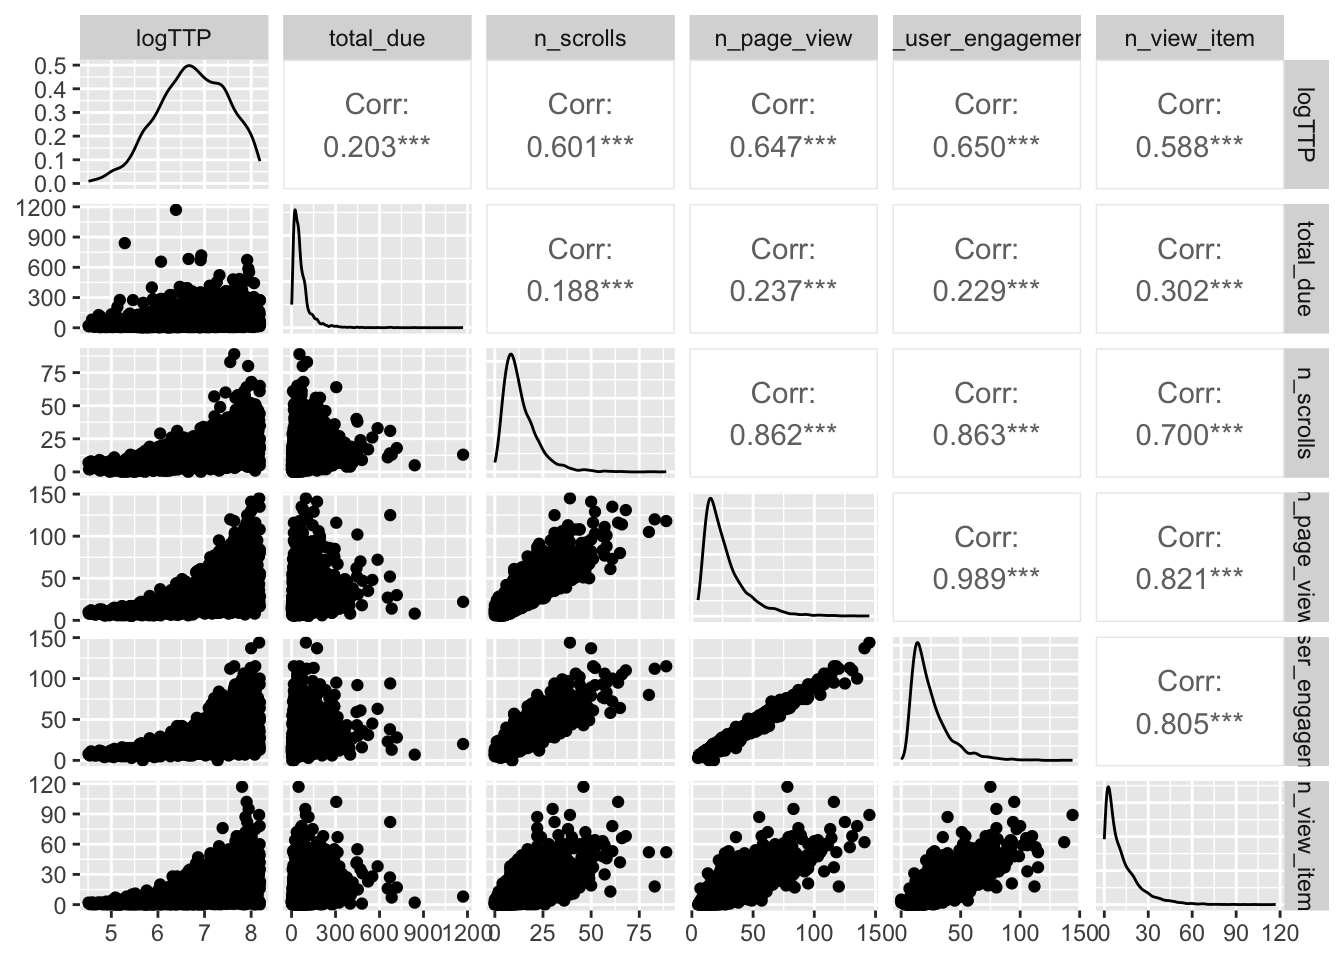 logTTP total_due n_scrolls n_page_view _user_engagemen n_view_item
0.5
0.4
0.3
0.2
0.1
0.0
Corr: Corr: Corr: Corr: Corr:
0.203*** 0.601*** 0.647*** 0.650*** 0.588***
logTTP
1200
900
600
300
0
Corr: Corr: Corr: Corr:
0.188*** 0.237*** 0.229*** 0.302***
total_due
75
50
25
0
Corr: Corr: Corr:
0.862*** 0.863*** 0.700***
n_scrolls
150
100
50
0
Corr: Corr:
0.989*** 0.821***
n_page_view
150
100
50
0
Corr:
0.805***
ser_engagem
120
90
60
30
0
n_view_item
5 6 7 8 0 300 600 900 1200 0 25 50 75 0 50 100 150 0 50 100 150 0 30 60 90 120